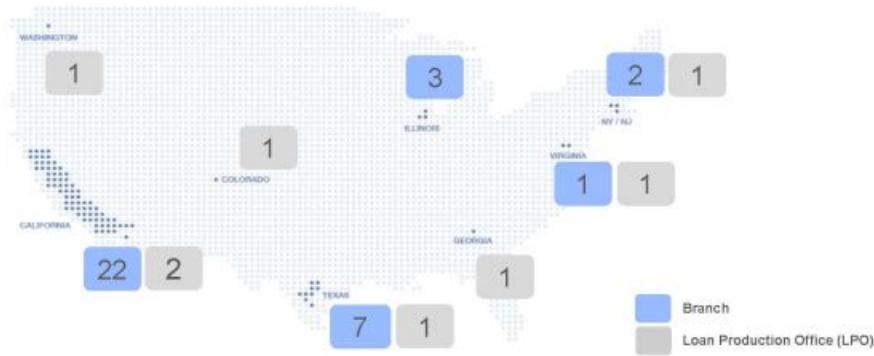 WASHINGTON
1
3
ILLINOIS
2 1
NY / NJ
1
COLORADO
VIRGINIA
1 1
CALIFORNIA
22 2
GEORGIA
1
TEXAS
7 1
Branch
Loan Production Office (LPO)